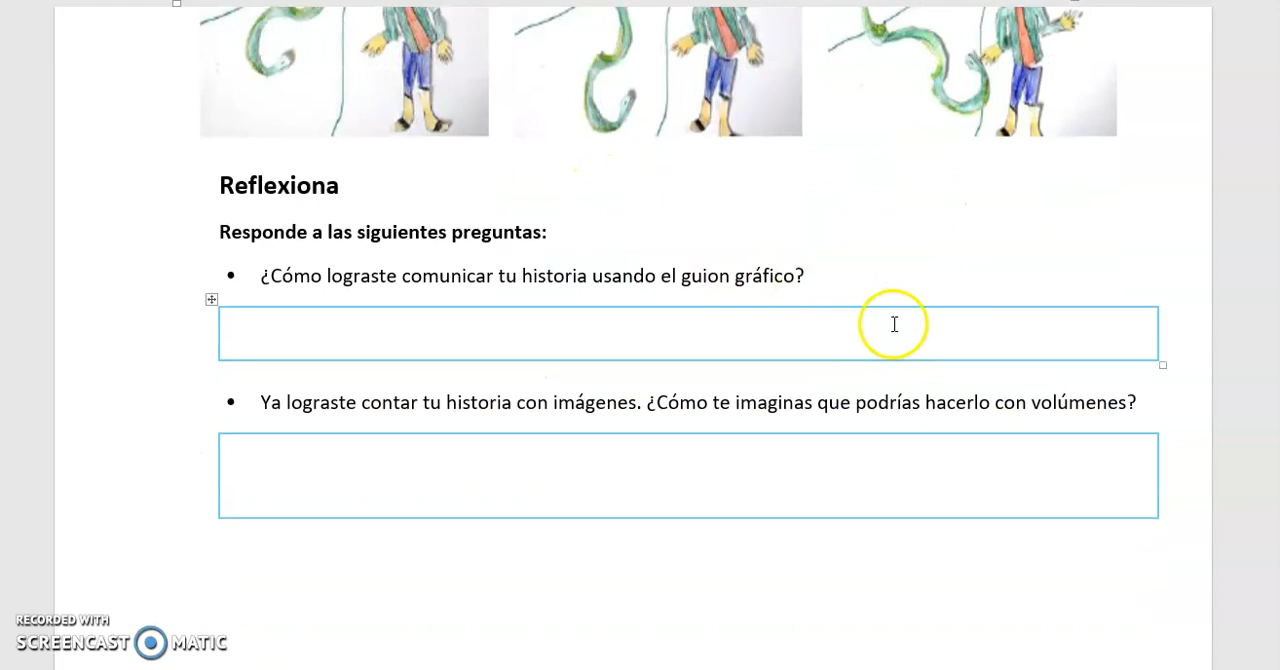 Reflexiona
Responde a las siguientes preguntas:
• ¿Cómo lograste comunicar tu historia usando el guion gráfico?
• Ya lograste contar tu historia con imágenes. ¿Cómo te imaginas que podrías hacerlo con volúmenes?
RECORDED WITH
SCREENCAST MATIC